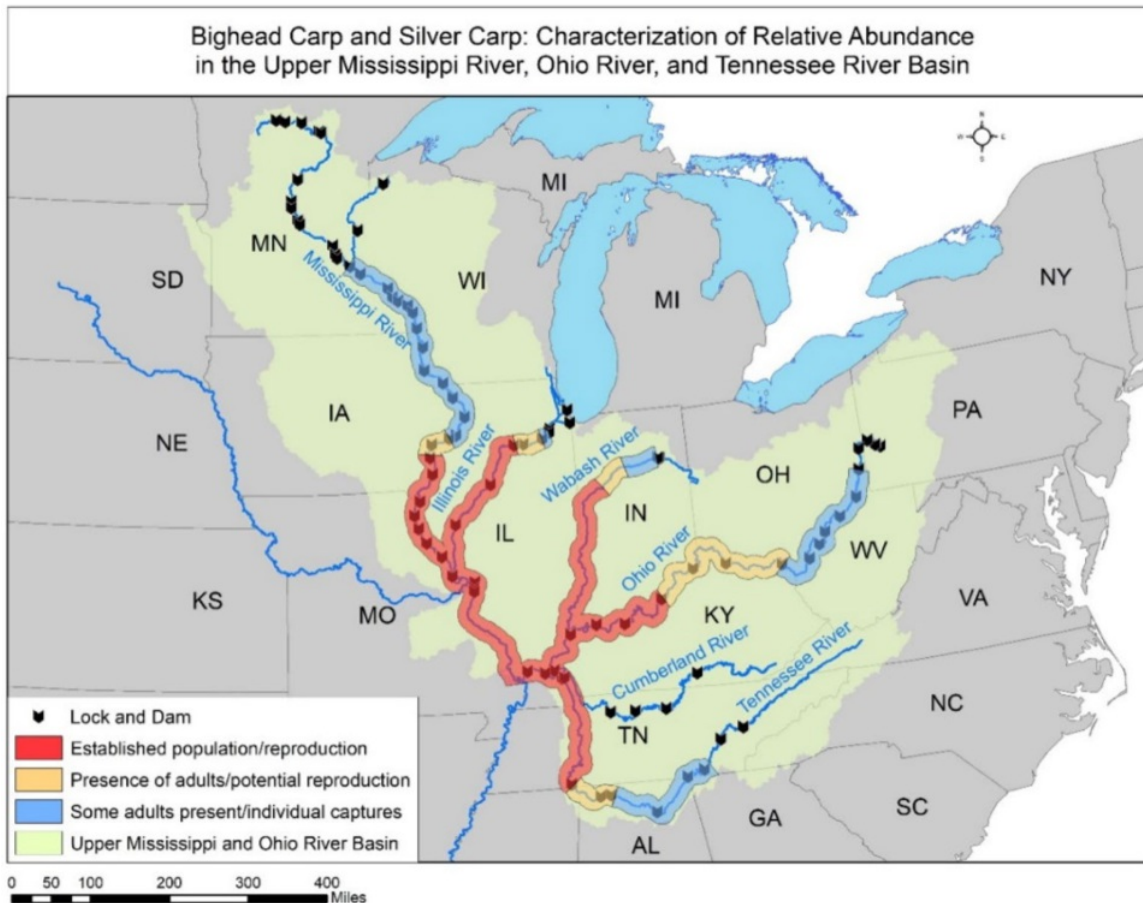 Bighead Carp and Silver Carp: Characterization of Relative Abundance
in the Upper Mississippi River, Ohio River, and Tennessee River Basin
N
W
E
S
MI
MN
WI
SD
MI
NY
Mississippi River
IA
PA
NE
Illinois River
Wabash River
OH
IL
IN
Ohio River
WV
KS
MO
KY
VA
Cumberland River
Tennessee River
TN
NC
SC
GA
AL
Lock and Dam
Established population/reproduction
Presence of adults/potential reproduction
Some adults present/individual captures
Upper Mississippi and Ohio River Basin
0 50 100 200 300 400
Miles